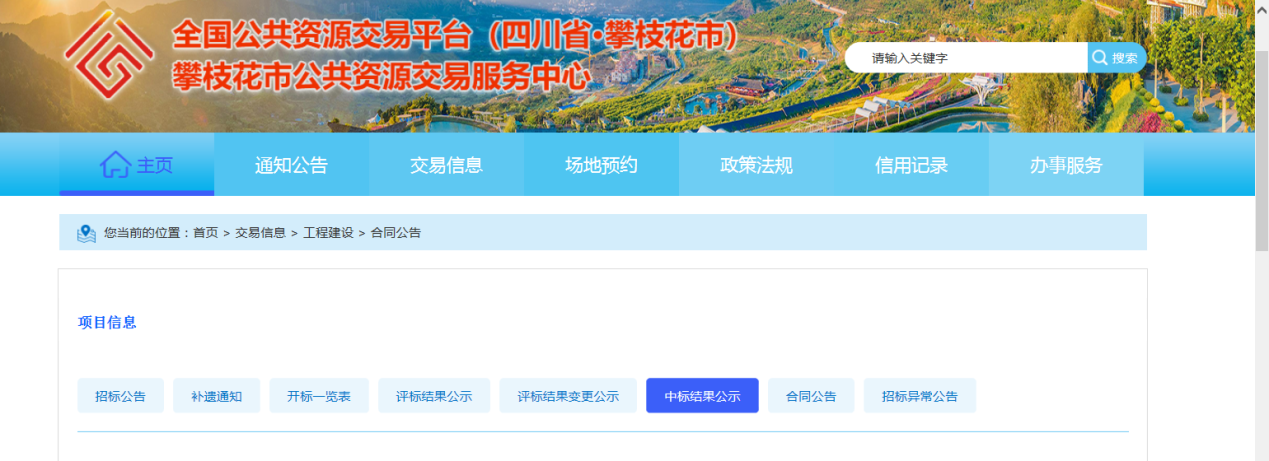 全国公共资源交易平台（四川省·攀枝花市）
攀枝花市公共资源交易服务中心
请输入关键字 搜索
主页 通知公告 交易信息 场地预约 政策法规 信用记录 办事服务
您当前的位置：首页 > 交易信息 > 工程建设 > 合同公告
项目信息
招标公告 补遗通知 开标一览表 评标结果公示 评标结果变更公示 中标结果公示 合同公告 招标异常公告